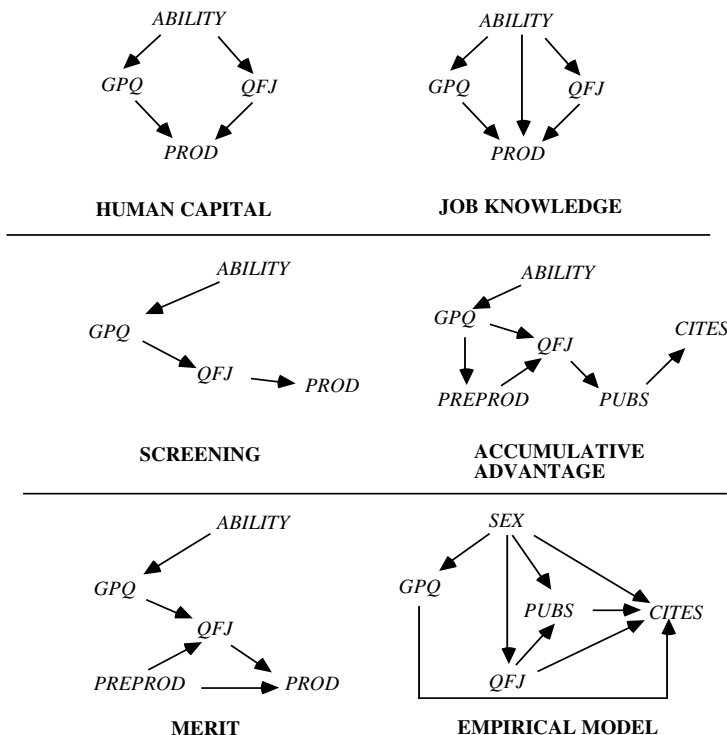 ABILITY
GPQ
QFJ
PROD
HUMAN CAPITAL
ABILITY
GPQ
QFJ
PROD
JOB KNOWLEDGE
ABILITY
GPQ
QFJ
PROD
SCREENING
ABILITY
GPQ
CITES
QFJ
PREPROD
PUBS
ACCUMULATIVE
ADVANTAGE
ABILITY
GPQ
QFJ
PREPROD
PROD
MERIT
SEX
GPQ
PUBS
CITES
QFJ
EMPIRICAL MODEL